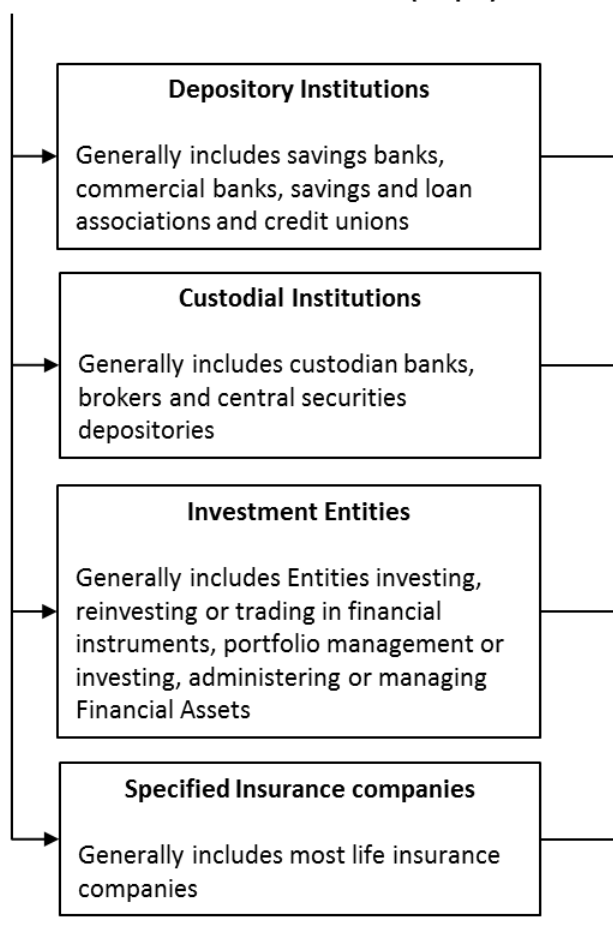 Depository Institutions
Generally includes savings banks,
commercial banks, savings and loan
associations and credit unions
Custodial Institutions
Generally includes custodian banks,
brokers and central securities
depositories
Investment Entities
Generally includes Entities investing,
reinvesting or trading in financial
instruments, portfolio management or
investing, administering or managing
Financial Assets
Specified Insurance companies
Generally includes most life insurance
companies